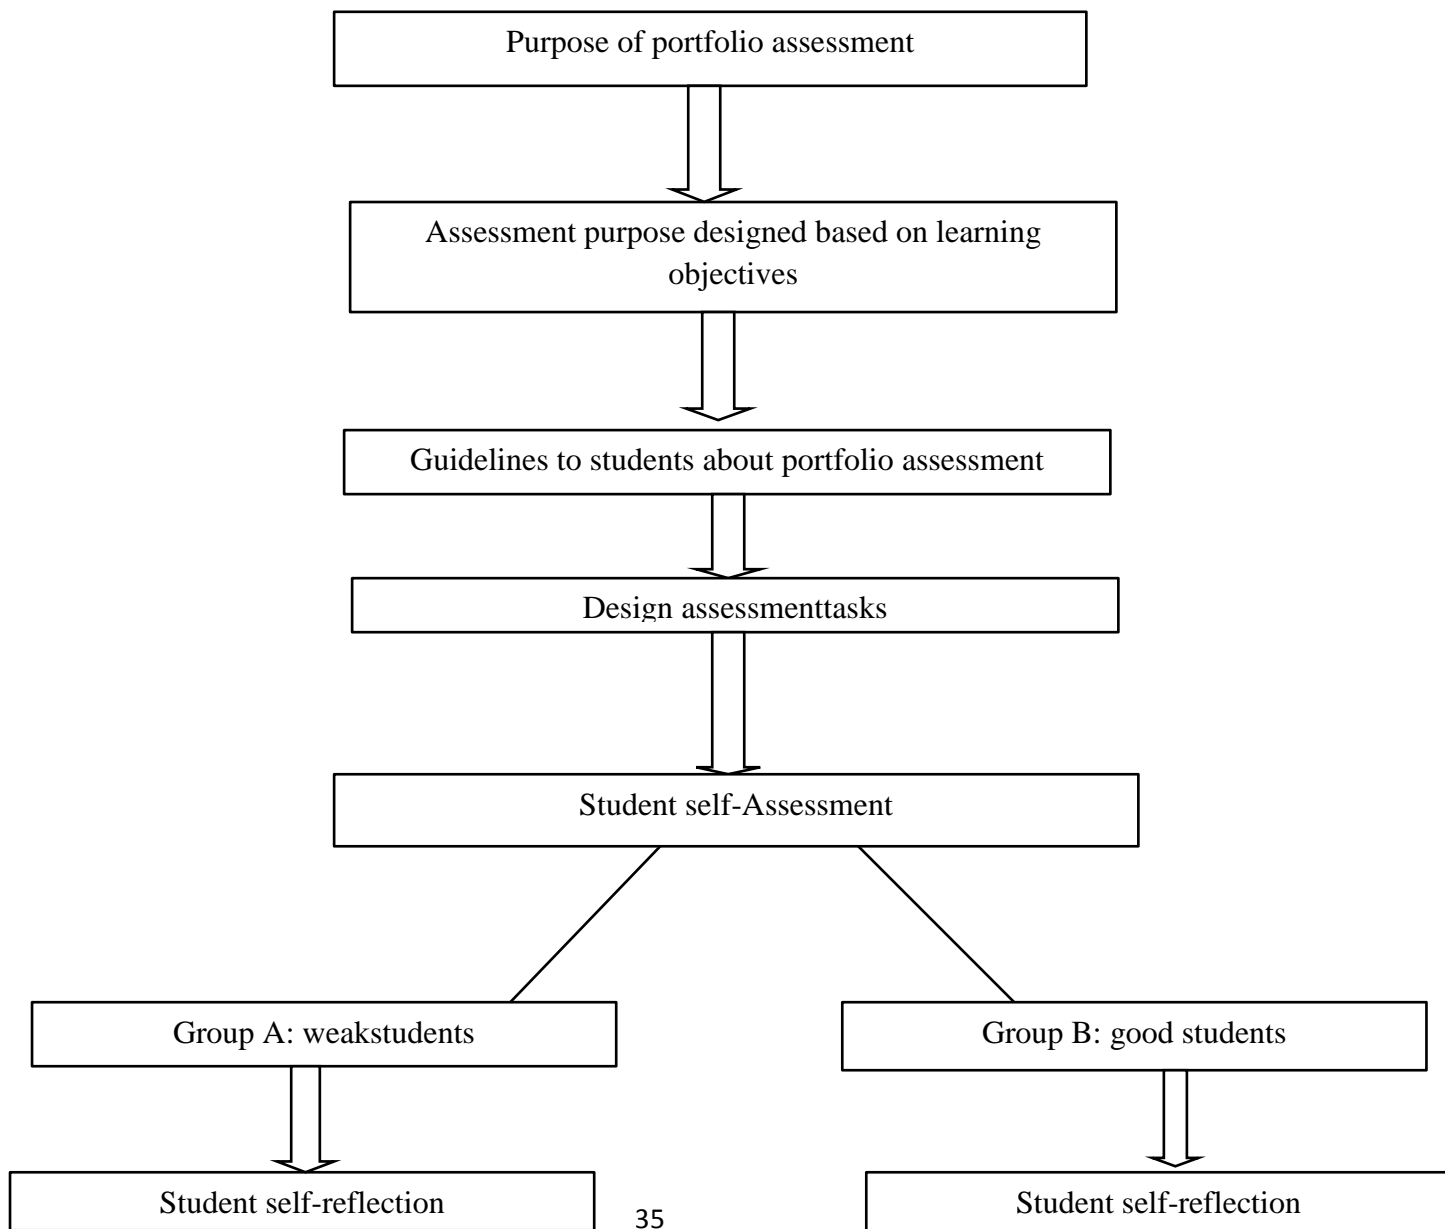 Purpose of portfolio assessment
Assessment purpose designed based on learning
objectives
Guidelines to students about portfolio assessment
Design assessmenttasks
Student self-Assessment
Group A: weakstudents
Group B: good students
Student self-reflection
Student self-reflection
35